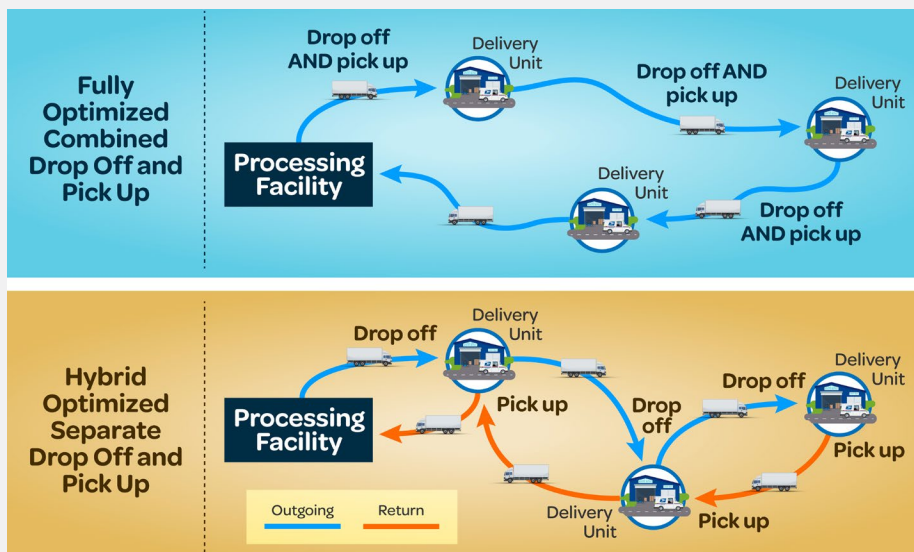 Fully
Optimized
Combined
Drop Off and
Pick Up
Drop off
AND pick up
Delivery
Unit
Drop off AND
pick up
Delivery
Unit
Processing
Facility
Delivery
Unit
Drop off
AND pick up
Hybrid
Optimized
Separate
Drop Off and
Pick Up
Drop off
Delivery
Unit
Processing
Facility
Pick up
Drop
off
Drop off
Delivery
Unit
Pick up
Delivery
Unit
Pick up
Outgoing
Return